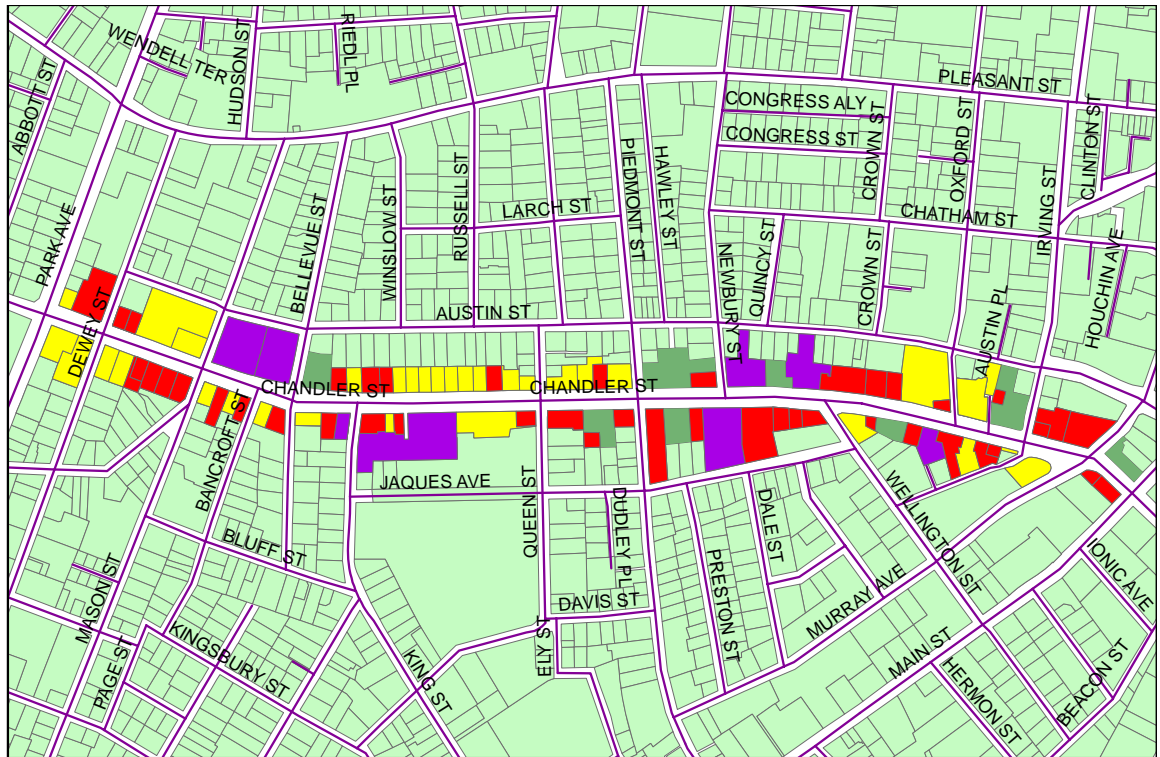 WENDELL TER
HUDSON ST
RIEDL PL
PLEASANT ST
ABBOTT ST
CONGRESS ALY
CONGRESS ST
CROWN ST
OXFORD ST
CLINTON ST
PIEDMONT ST
HAWLEY ST
RUSSELL ST
WINSLOW ST
BELLEVUE ST
LARCH ST
CHATHAM ST
IRVING ST
PARK AVE
NEWBURY ST
QUINCY ST
CROWN ST
HOUCHIN AVE
AUSTIN ST
AUSTIN PL
DEWEY ST
CHANDLER ST
CHANDLER ST
BANCROFT ST
JAQUES AVE
QUEEN ST
DUDLEY PL
DALE ST
WELLINGTON ST
BLUFF ST
PRESTON ST
IONIC AVE
MASON ST
DAVIS ST
MURRAY AVE
KINGSBURY ST
PAGE ST
ELY ST
KING ST
MAIN ST
HERMON ST
BEACON ST